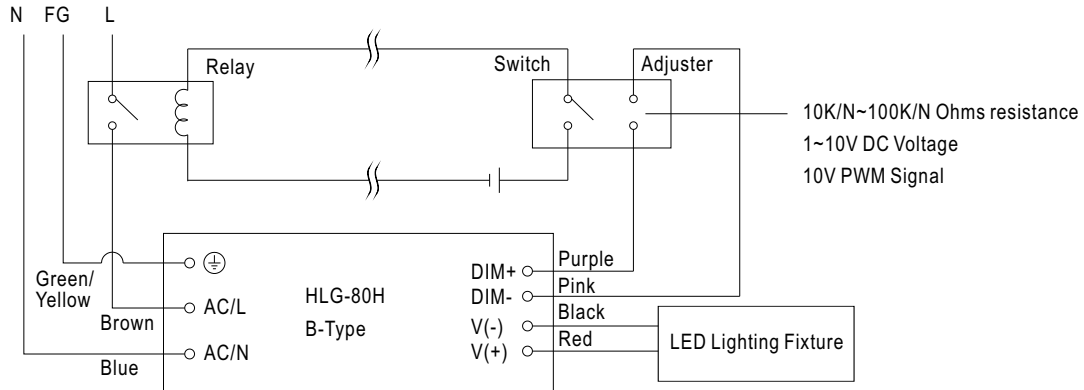 N FG L
Relay
Switch
Adjuster
10K/N~100K/N Ohms resistance
1~10V DC Voltage
10V PWM Signal
Green/
Yellow
Brown
Blue
AC/L
AC/N
HLG-80H
B-Type
DIM+
DIM-
V(-)
V(+)
Purple
Pink
Black
Red
LED Lighting Fixture